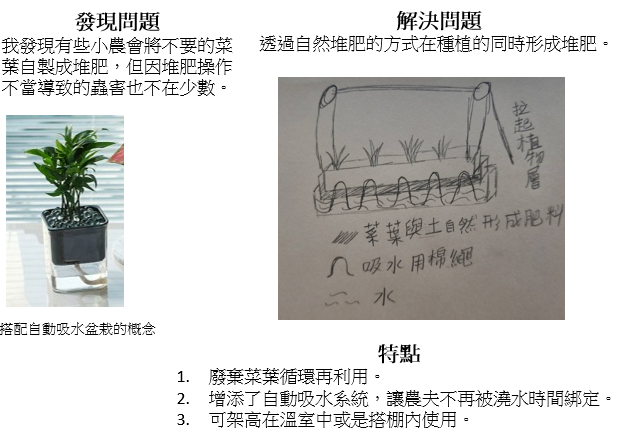 發現問題
我發現有些小農會將不要的菜
葉自製成堆肥，但因堆肥操作
不當導致的蟲害也不在少數。
搭配自動吸水盆栽的概念
解決問題
透過自然堆肥的方式在種植的同時形成堆肥。
拉起植物層
菜葉與土自然形成肥料
吸水用棉繩
水
特點
1. 廢棄菜葉循環再利用。
2. 增添了自動吸水系統，讓農夫不再被澆水時間綁定。
3. 可架高在溫室中或是搭棚內使用。